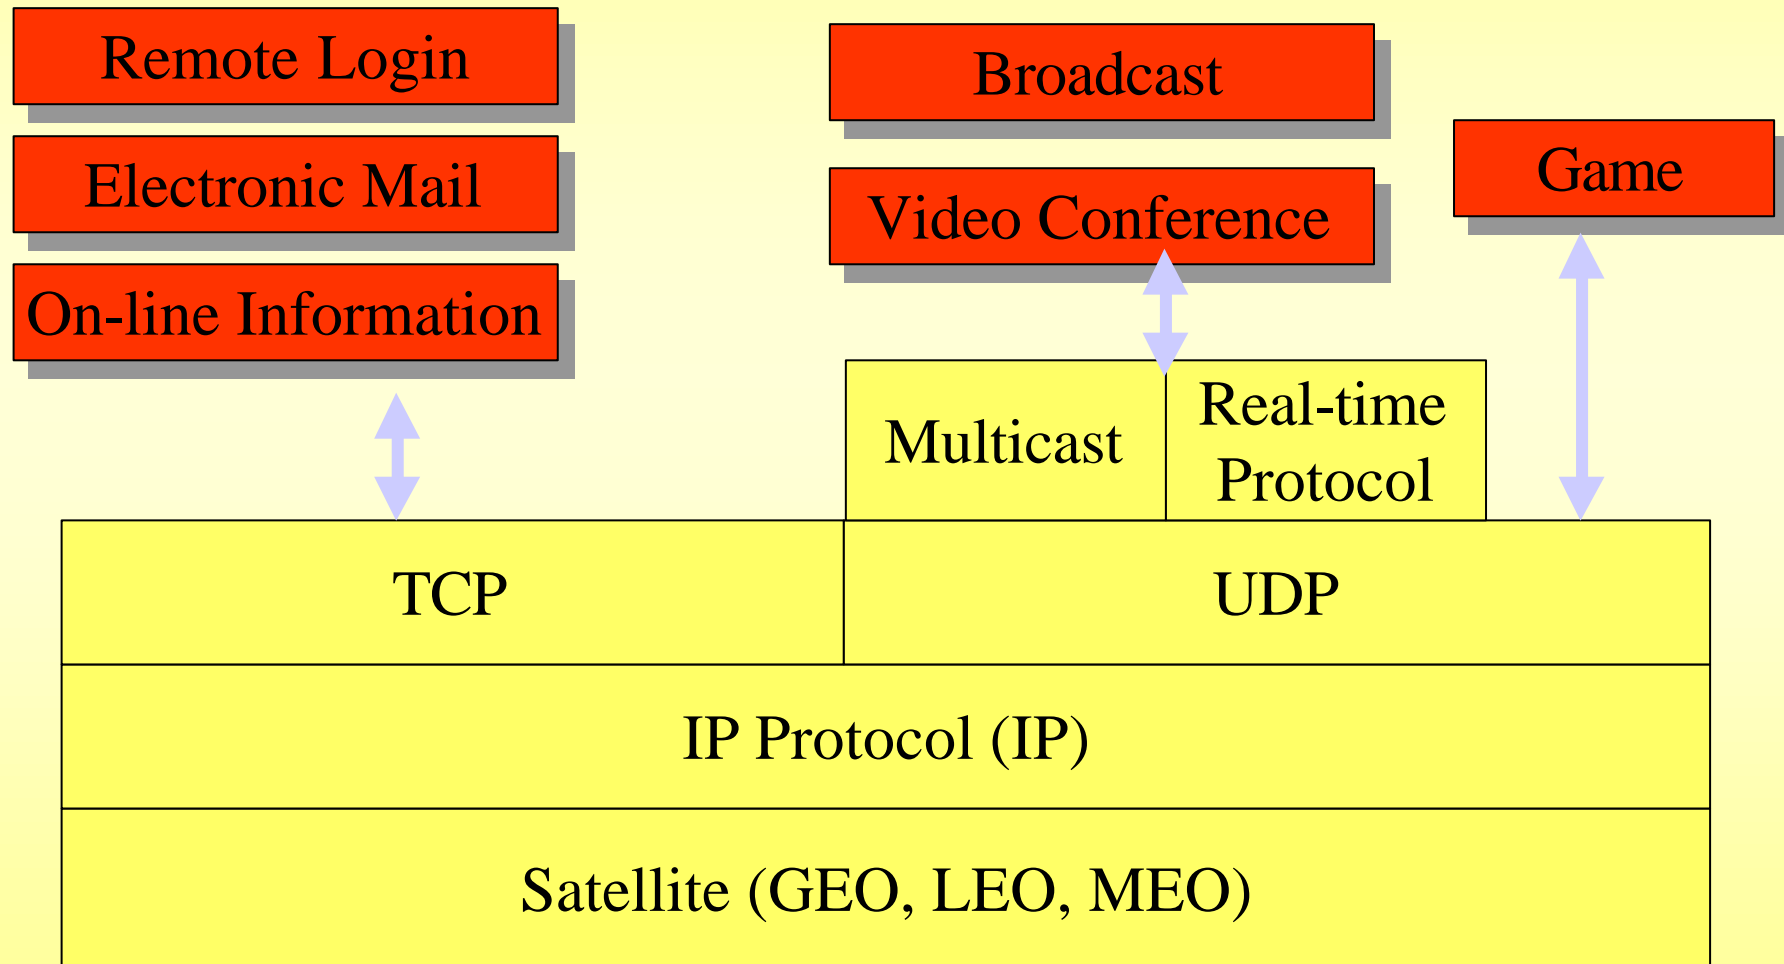 Remote Login
Electronic Mail
On-line Information
Broadcast
Video Conference
Game
Multicast
Real-time
Protocol
TCP
UDP
IP Protocol (IP)
Satellite (GEO, LEO, MEO)